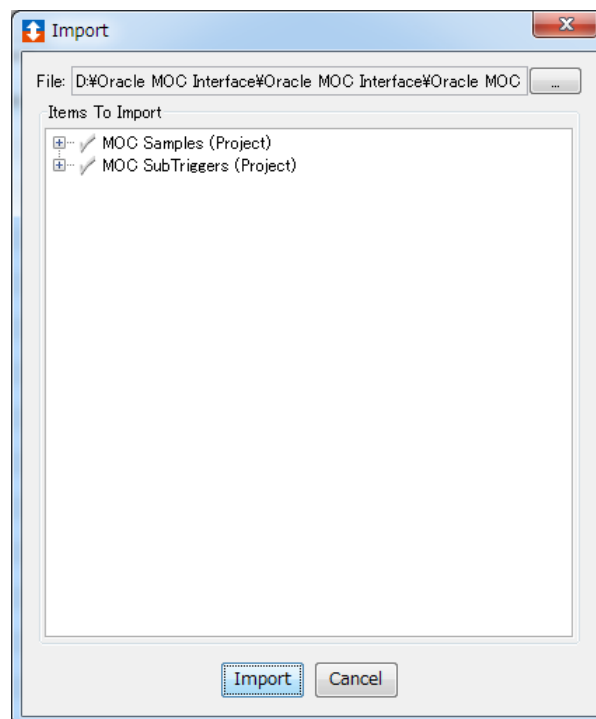 Import
File: D:¥Oracle MOC Interface¥Oracle MOC Interface¥Oracle MOC ...
Items To Import
MOC Samples (Project)
MOC SubTriggers (Project)
Import Cancel